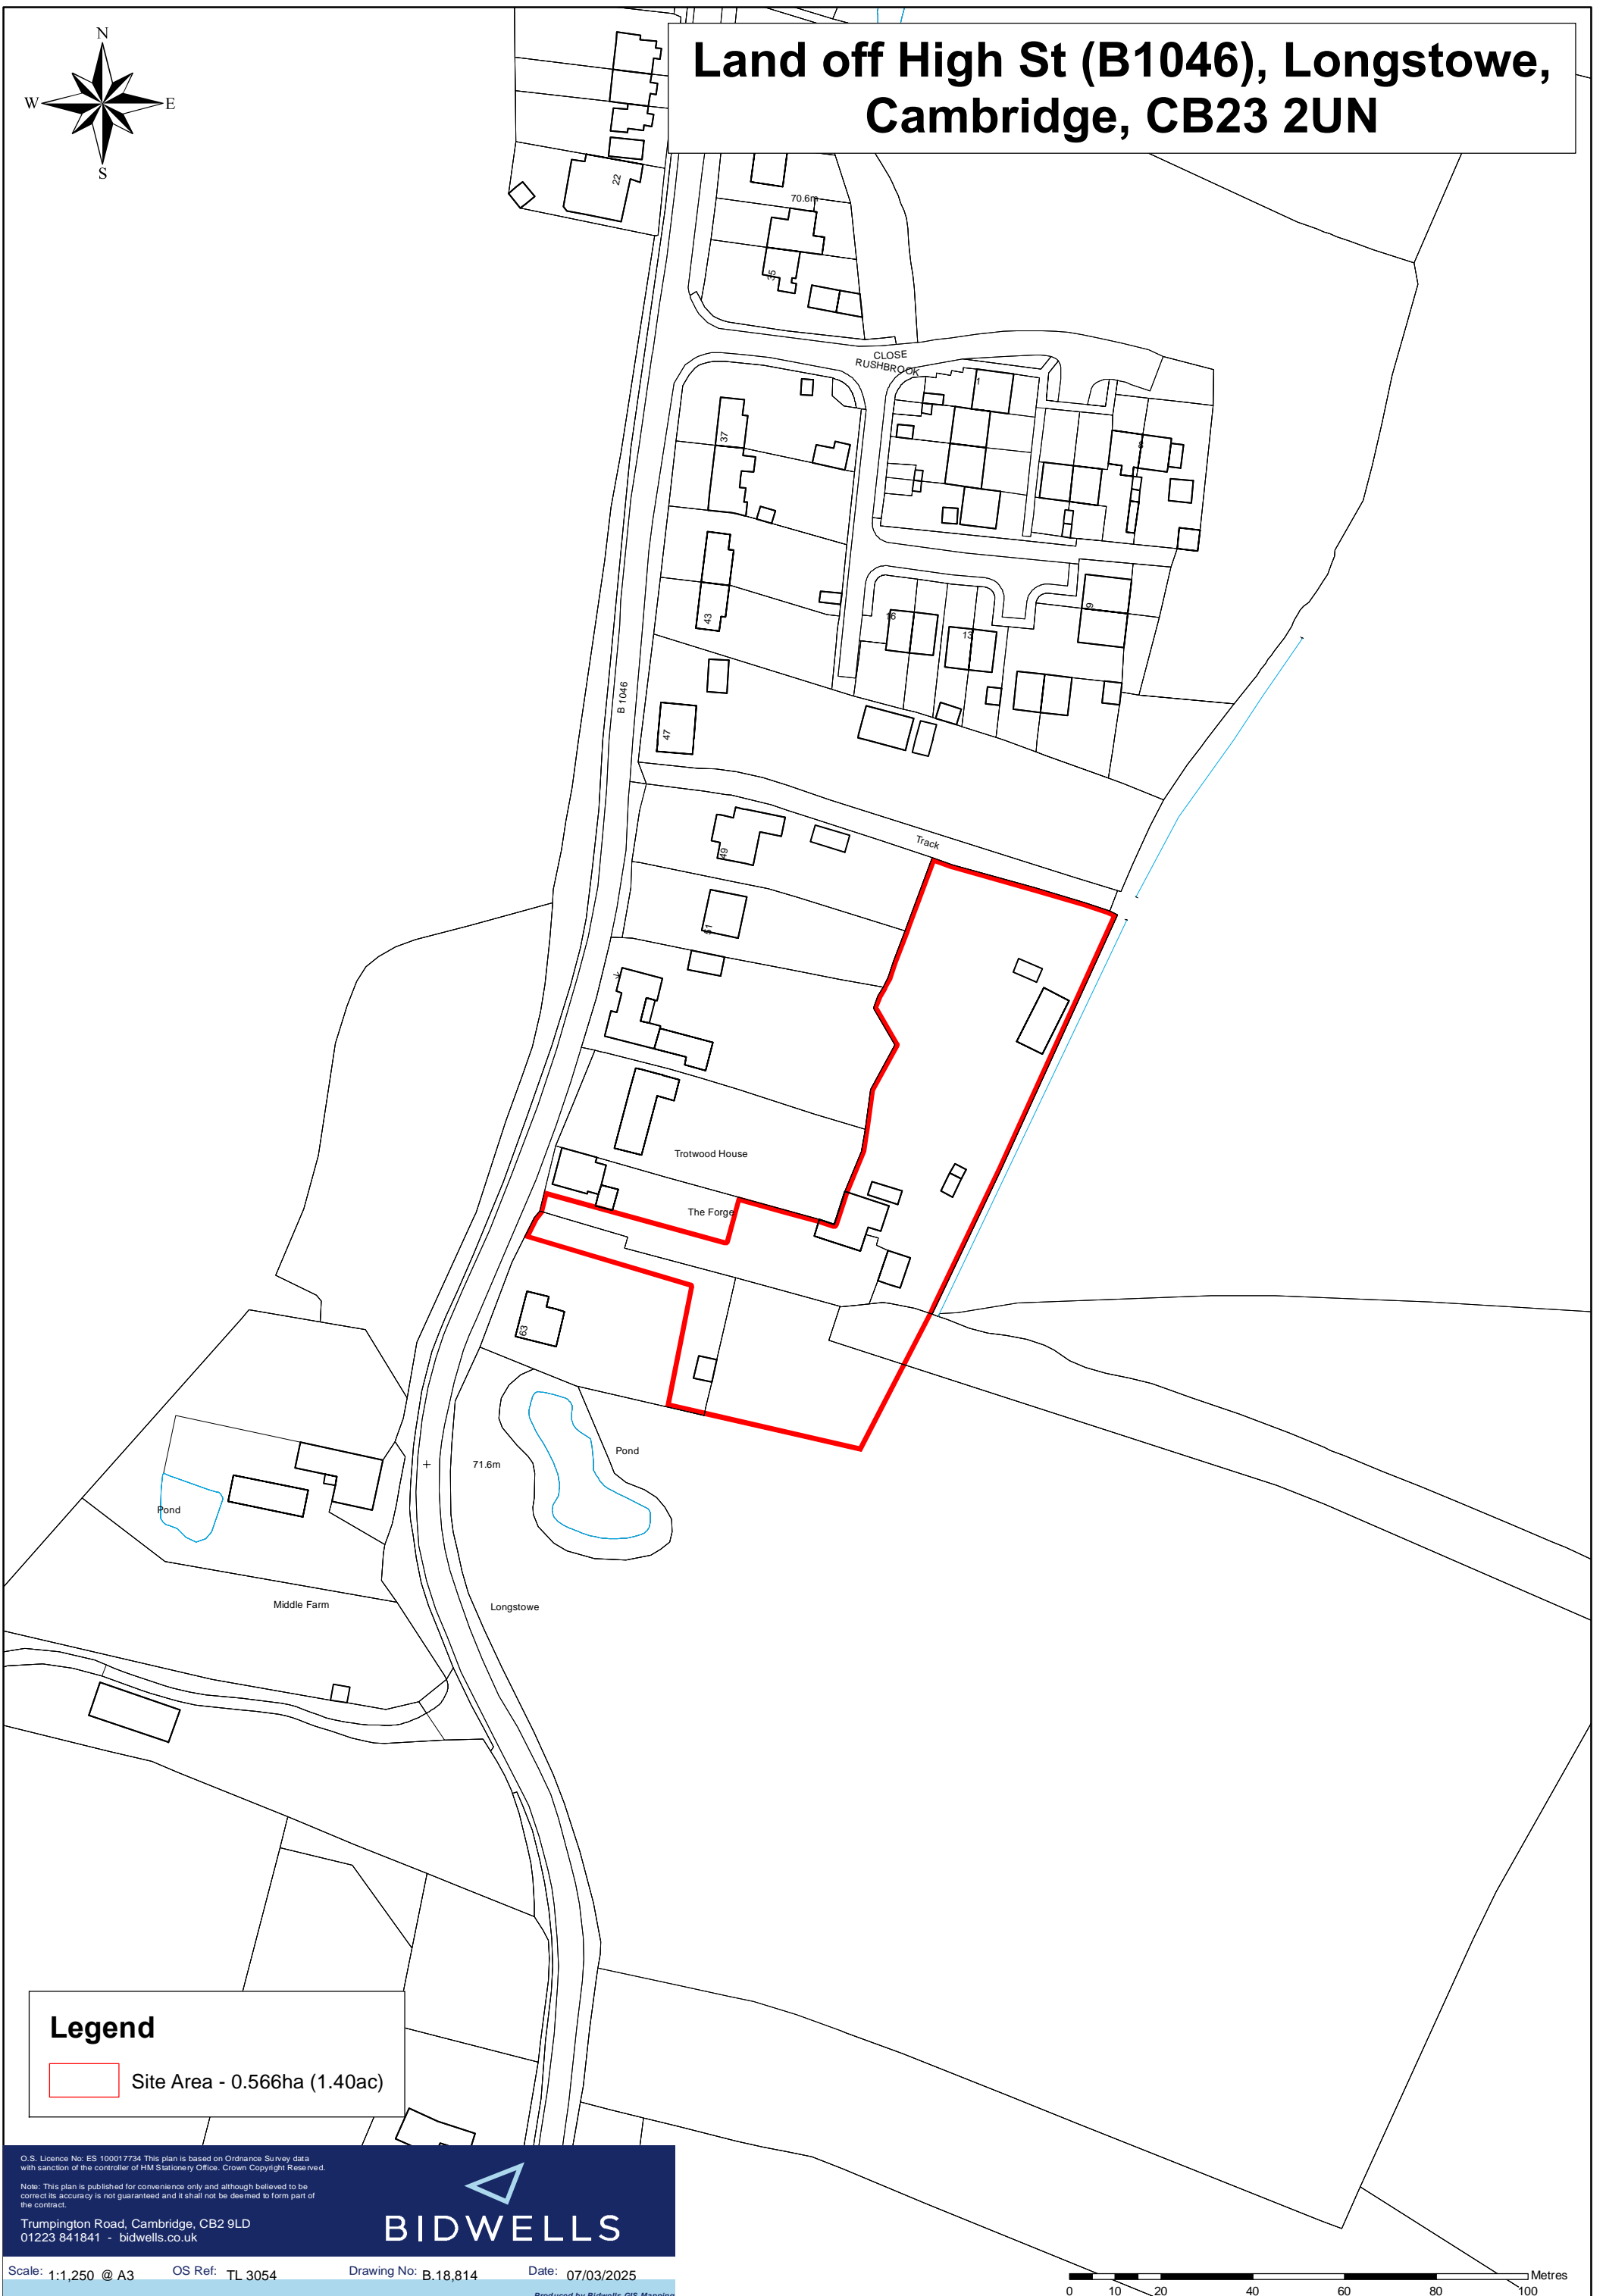 Land off High St (B1046), Longstowe,
Cambridge, CB23 2UN
N
W
E
S
22
70.6m
35
CLOSE
RUSHBROOK
1
37
8
43
16
13
9
B 1046
47
Track
49
51
Trotwood House
The Forge
63
Pond
71.6m
Pond
Middle Farm
Longstowe
Legend
Site Area - 0.566ha (1.40ac)
O.S. Licence No: ES 100017734 This plan is based on Ordnance Survey data
with sanction of the controller of HM Stationery Office. Crown Copyright Reserved.
Note: This plan is published for convenience only and although believed to be
correct its accuracy is not guaranteed and it shall not be deemed to form part of
the contract.
Trumpington Road, Cambridge, CB2 9LD
01223 841841 - bidwells.co.uk
BIDWELLS
Scale: 1:1,250 @ A3 OS Ref: TL 3054 Drawing No: B.18,814 Date: 07/03/2025
Produced by Bidwells GIS Mapping
Metres
0 10 20 40 60 80 100